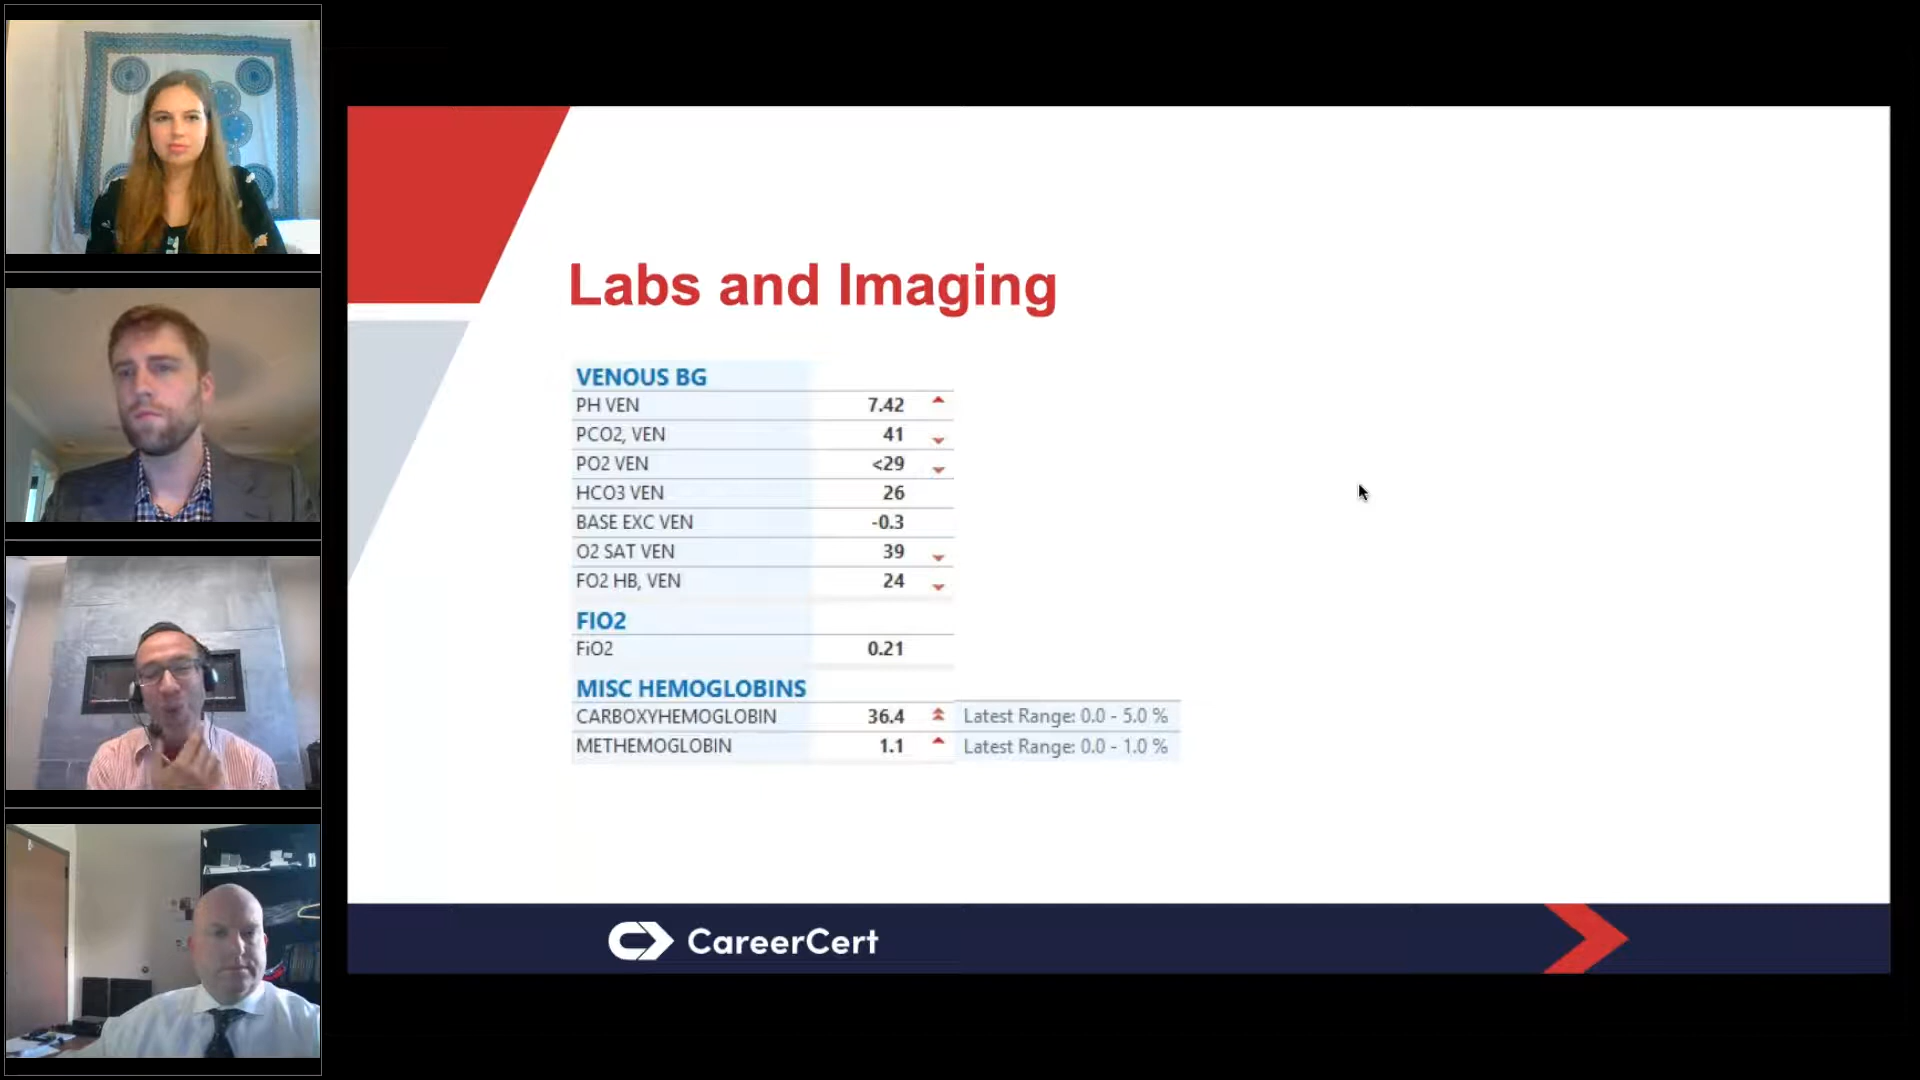 Labs and Imaging
VENOUS BG
PH VEN 7.42
PCO2, VEN 41
PO2 VEN <29
HCO3 VEN 26
BASE EXC VEN -0.3
O2 SAT VEN 39
FO2 HB, VEN 24
FIO2
FiO2 0.21
MISC HEMOGLOBINS
CARBOXYHEMOGLOBIN 36.4 Latest Range: 0.0 - 5.0 %
METHEMOGLOBIN 1.1 Latest Range: 0.0 - 1.0 %
CareerCert